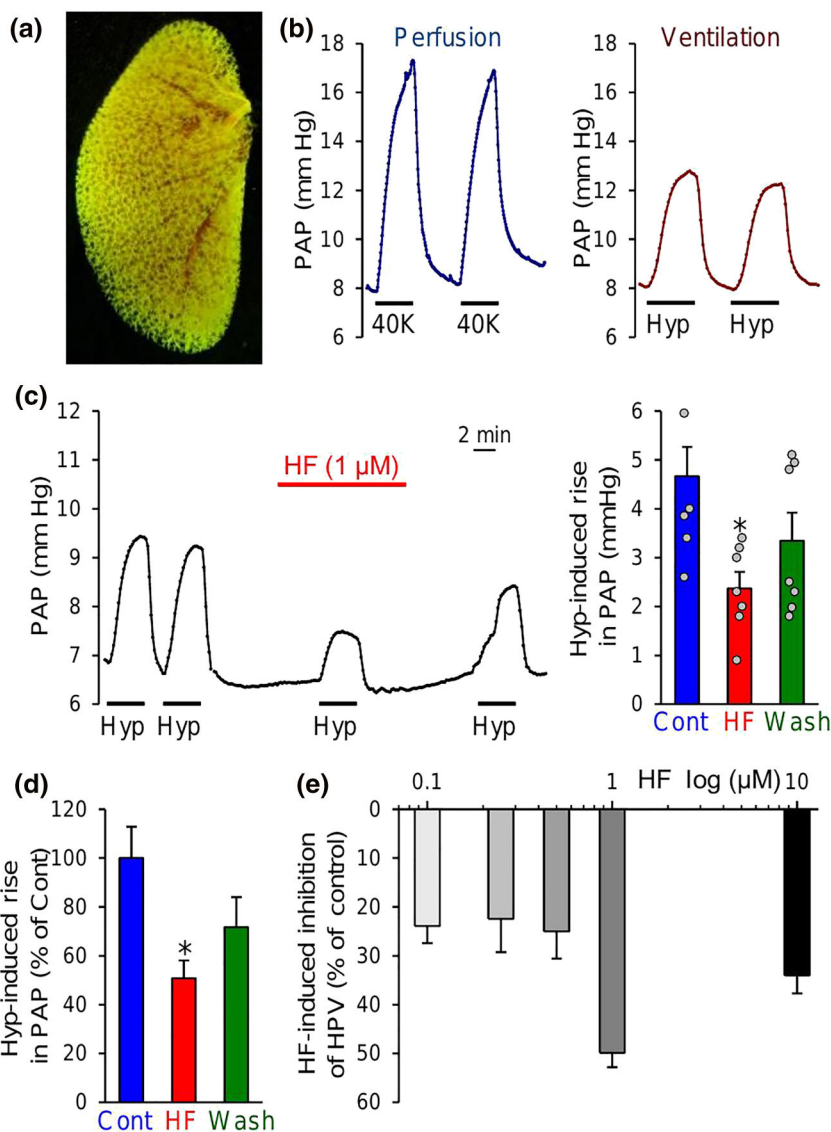 (a)
(b)
Perfusion
PAP (mm Hg)
18
16
14
12
10
8
6
40K 40K
Ventilation
PAP (mm Hg)
18
16
14
12
10
8
6
Hyp Hyp
(c)
PAP (mm Hg)
12
11
10
9
8
7
6
HF (1 μM)
2 min
Hyp Hyp Hyp Hyp
Hyp-induced rise
in PAP (mmHg)
6
5
4
3
2
1
0
*
Cont HF Wash
(d)
Hyp-induced rise
in PAP (% of Cont)
120
100
80
60
40
20
0
*
Cont HF Wash
(e)
0.1 1 HF log (μM) 10
HF-induced inhibition
of HPV (% of control)
0
10
20
30
40
50
60